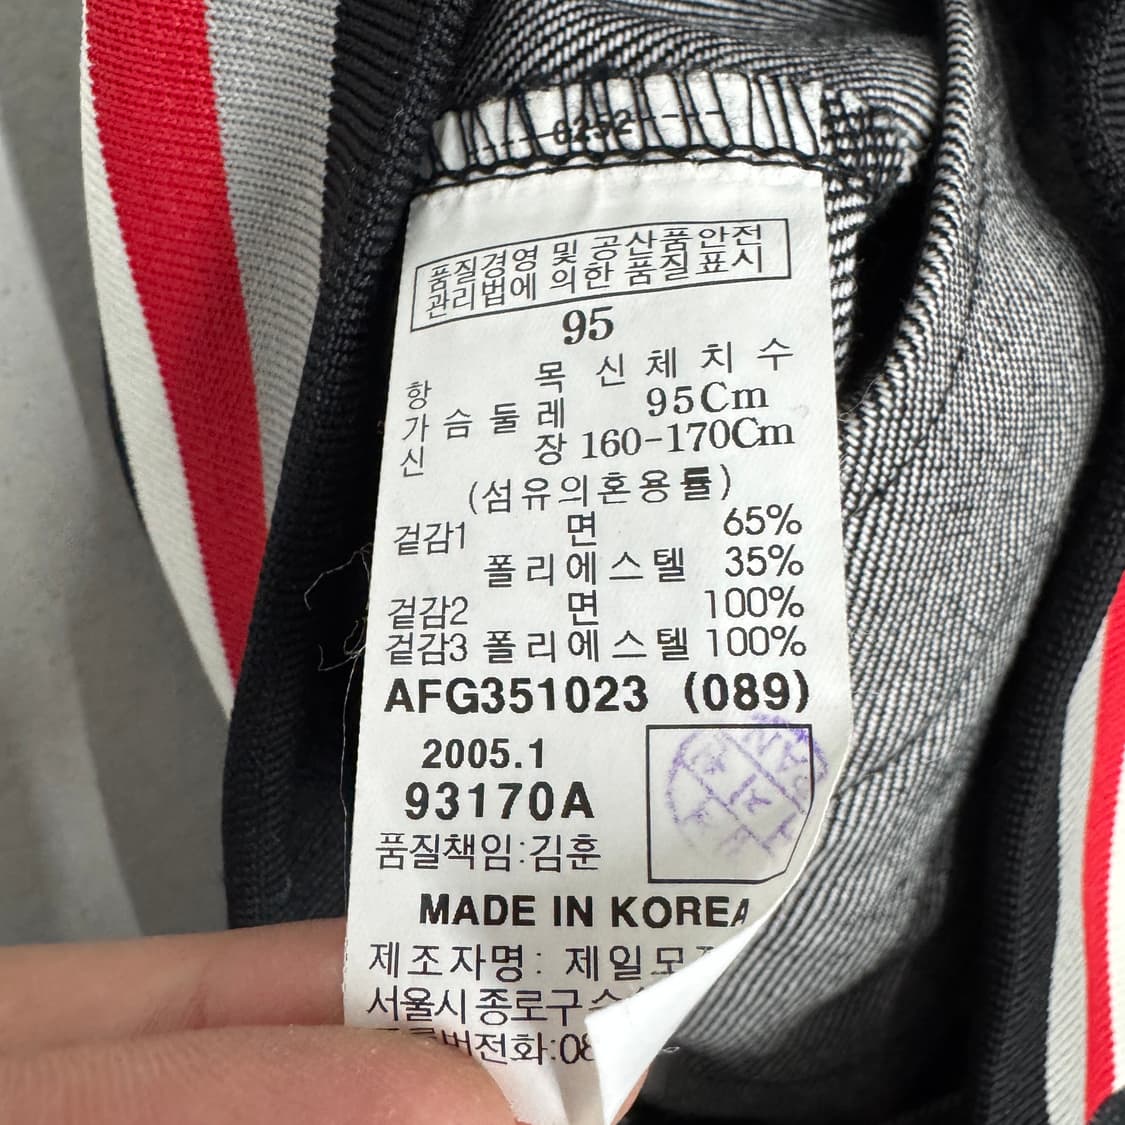 6252
품질경영 및 공산품안전
관리법에 의한 품질표시
95
항 목 신체치수
가슴둘레 95Cm
신 장 160-170Cm
(섬유의혼용률)
겉감1 면 65%
폴리에스텔 35%
겉감2 면 100%
겉감3 폴리에스텔 100%
AFG351023 (089)
2005.1
93170A
품질책임:김훈
MADE IN KOREA
제조자명: 제일모
서울시종로구
전화:08